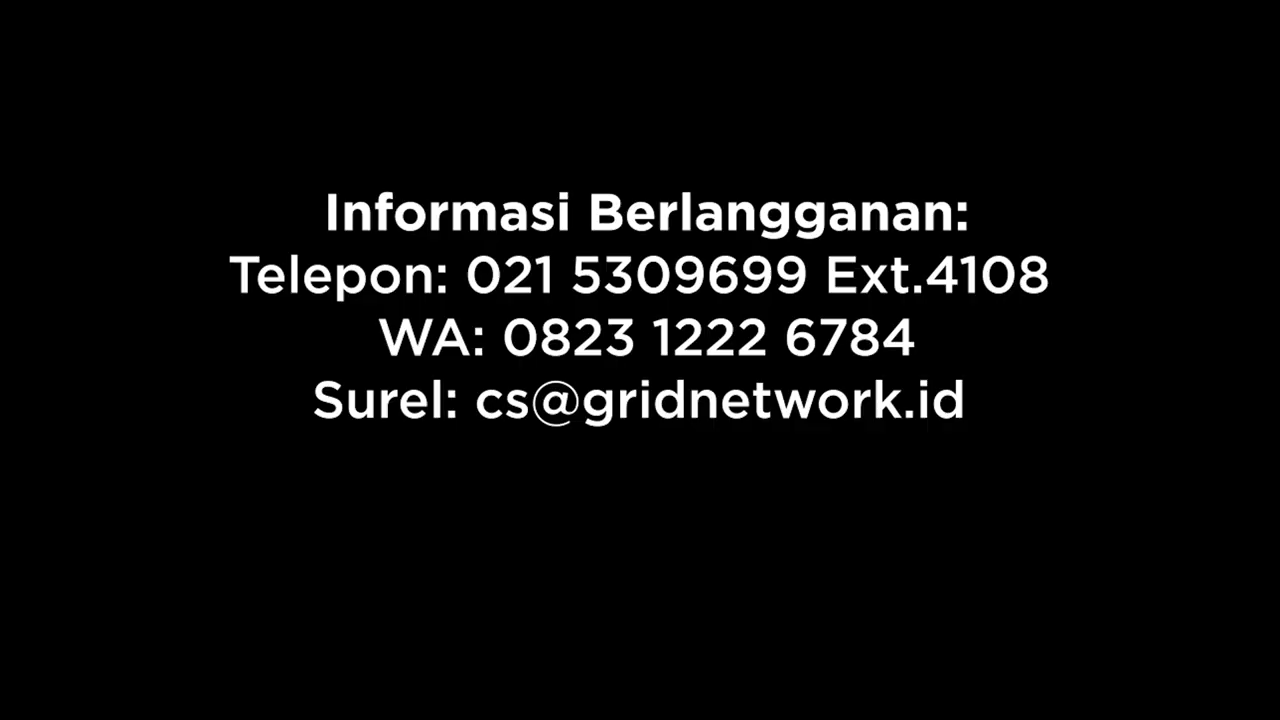 Informasi Berlangganan:
Telepon: 021 5309699 Ext.4108
WA: 0823 1222 6784
Surel: cs@gridnetwork.id